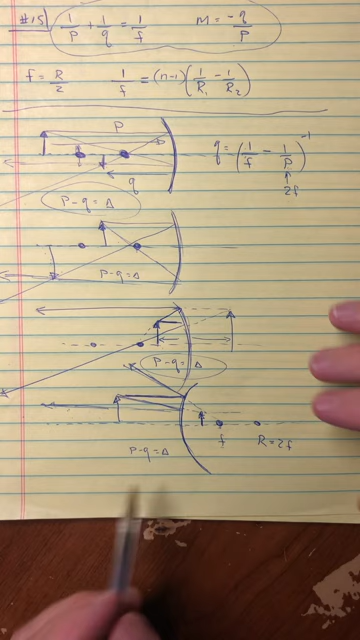 #15 1/p + 1/q = 1/f M = -q/p
F = R/2 1/f = (n-1)(1/R₁ - 1/R₂)
p
q = (1/f - 1/p)⁻¹
q
2f
p-q = Δ
p-q = Δ
p-q = Δ
f R = 2f
p-q = Δ